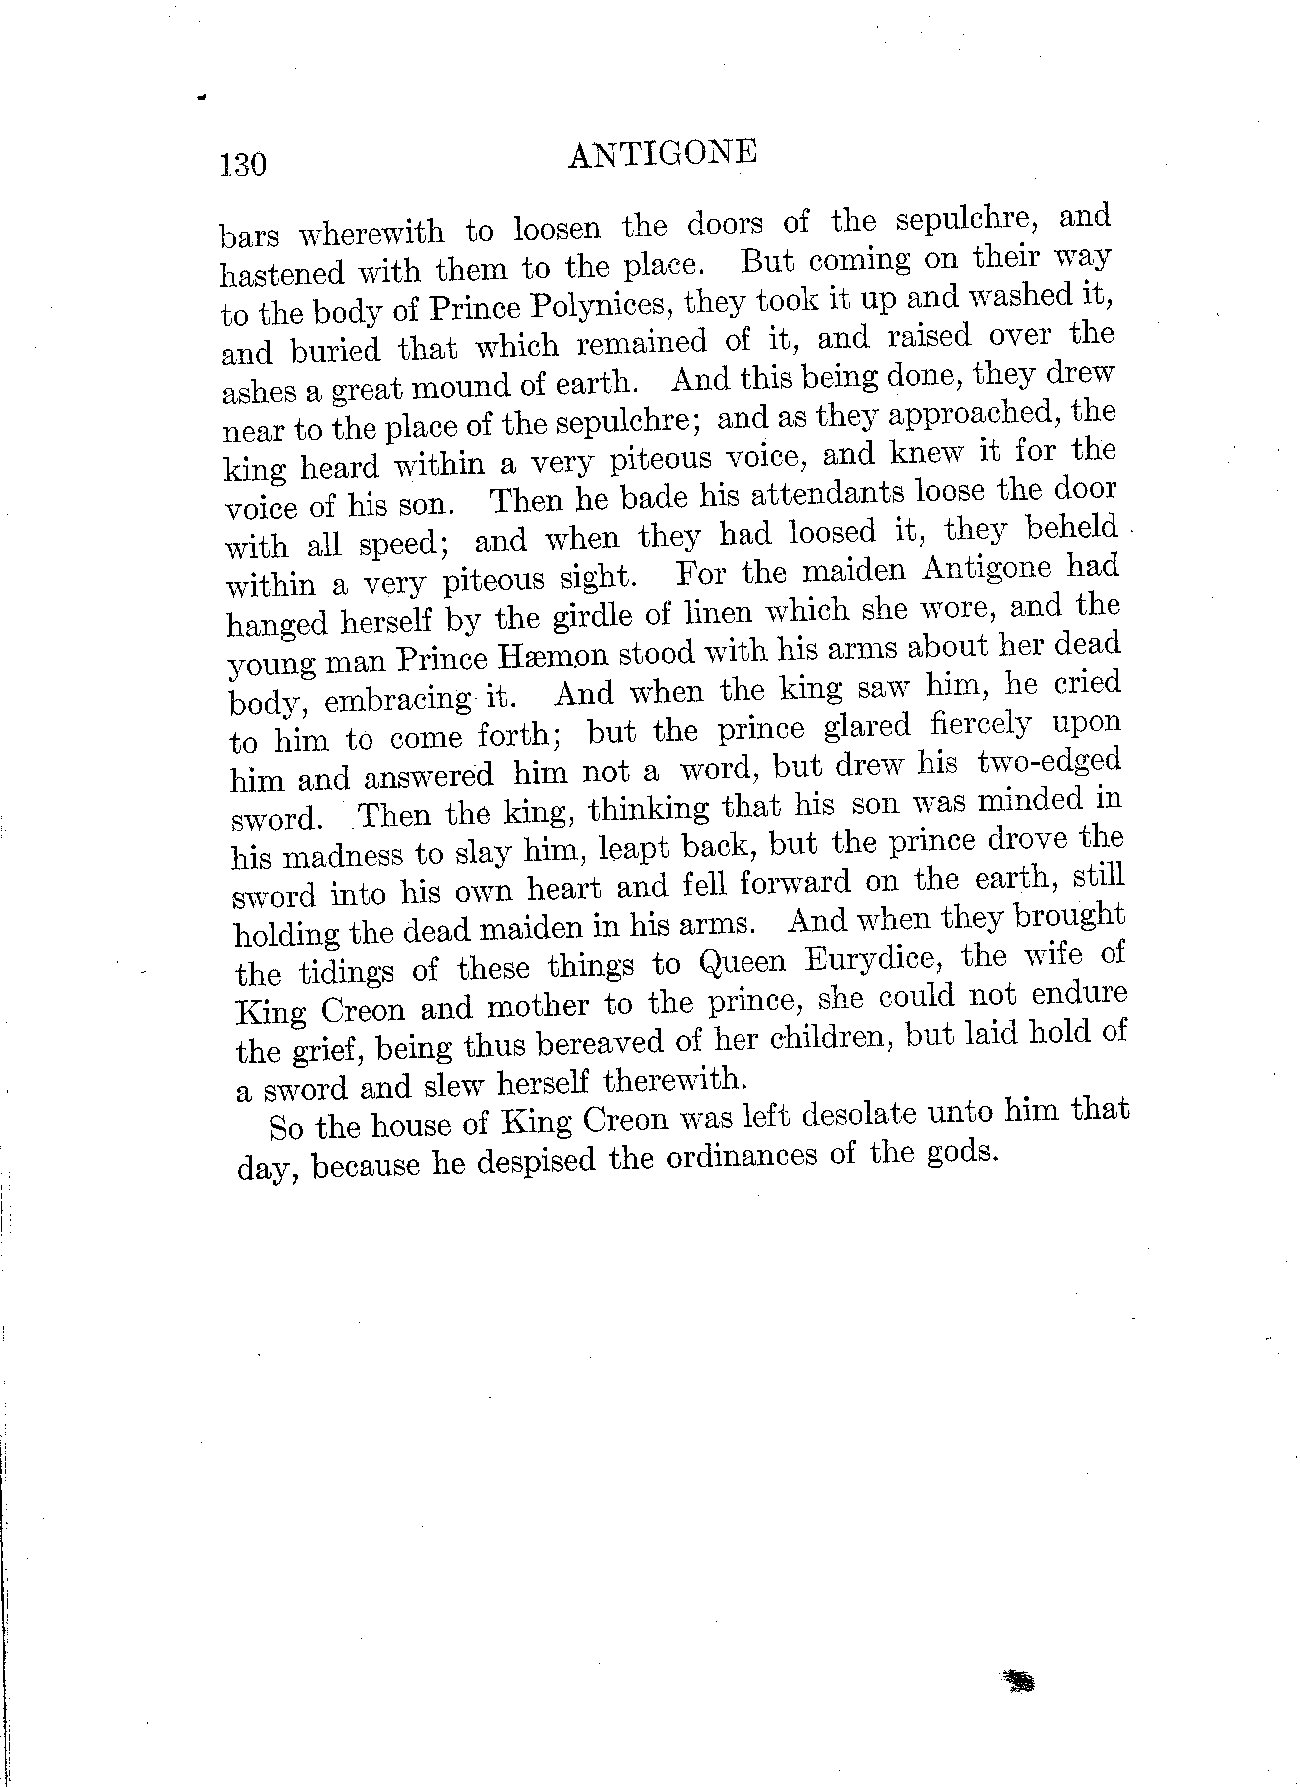 130 ANTIGONE
bars wherewith to loosen the doors of the sepulchre, and
hastened with them to the place. But coming on their way
to the body of Prince Polynices, they took it up and washed it,
and buried that which remained of it, and raised over the
ashes a great mound of earth. And this being done, they drew
near to the place of the sepulchre; and as they approached, the
king heard within a very piteous voice, and knew it for the
voice of his son. Then he bade his attendants loose the door
with all speed; and when they had loosed it, they beheld
within a very piteous sight. For the maiden Antigone had
hanged herself by the girdle of linen which she wore, and the
young man Prince Hæmon stood with his arms about her dead
body, embracing it. And when the king saw him, he cried
to him to come forth; but the prince glared fiercely upon
him and answered him not a word, but drew his two-edged
sword. Then the king, thinking that his son was minded in
his madness to slay him, leapt back, but the prince drove the
sword into his own heart and fell forward on the earth, still
holding the dead maiden in his arms. And when they brought
the tidings of these things to Queen Eurydice, the wife of
King Creon and mother to the prince, she could not endure
the grief, being thus bereaved of her children, but laid hold of
a sword and slew herself therewith.
So the house of King Creon was left desolate unto him that
day, because he despised the ordinances of the gods.